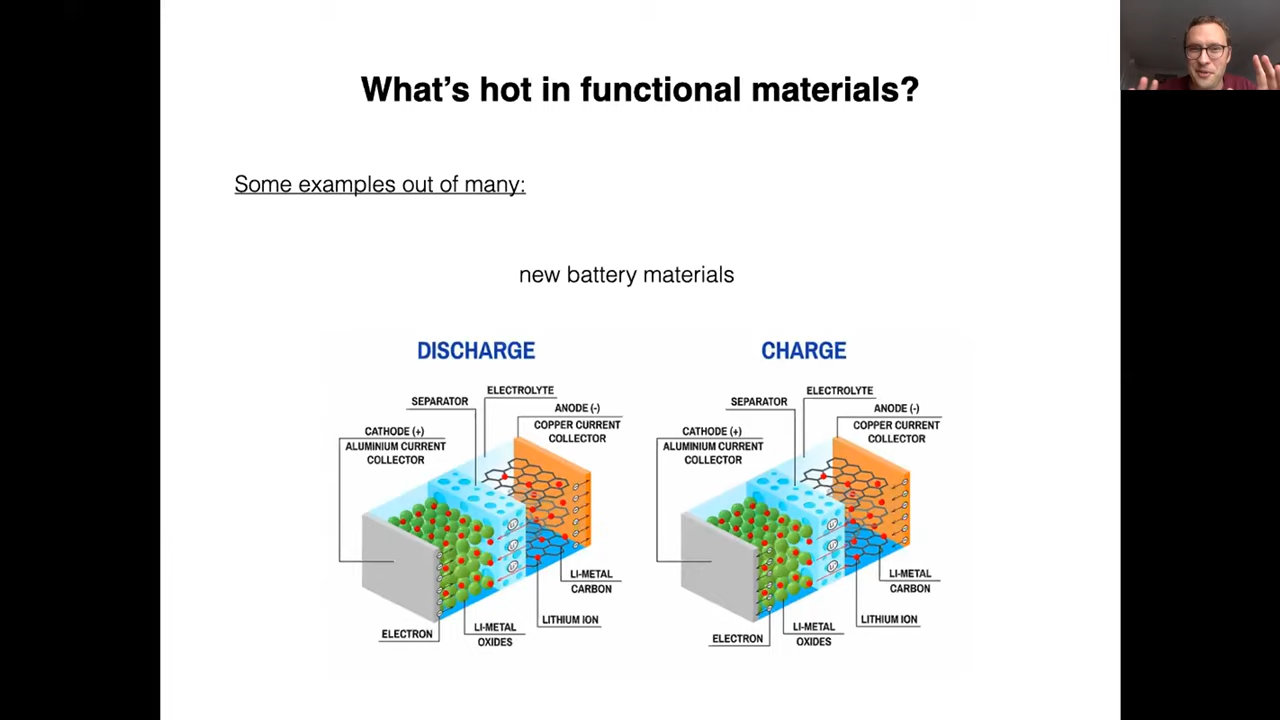 What's hot in functional materials?
Some examples out of many:
new battery materials
DISCHARGE
ELECTROLYTE
SEPARATOR
ANODE (-)
COPPER CURRENT
COLLECTOR
CATHODE (+)
ALUMINIUM CURRENT
COLLECTOR
LI-METAL
CARBON
LITHIUM ION
LI-METAL
OXIDES
ELECTRON
CHARGE
ELECTROLYTE
SEPARATOR
ANODE (-)
COPPER CURRENT
COLLECTOR
CATHODE (+)
ALUMINIUM CURRENT
COLLECTOR
LI-METAL
CARBON
LITHIUM ION
LI-METAL
OXIDES
ELECTRON